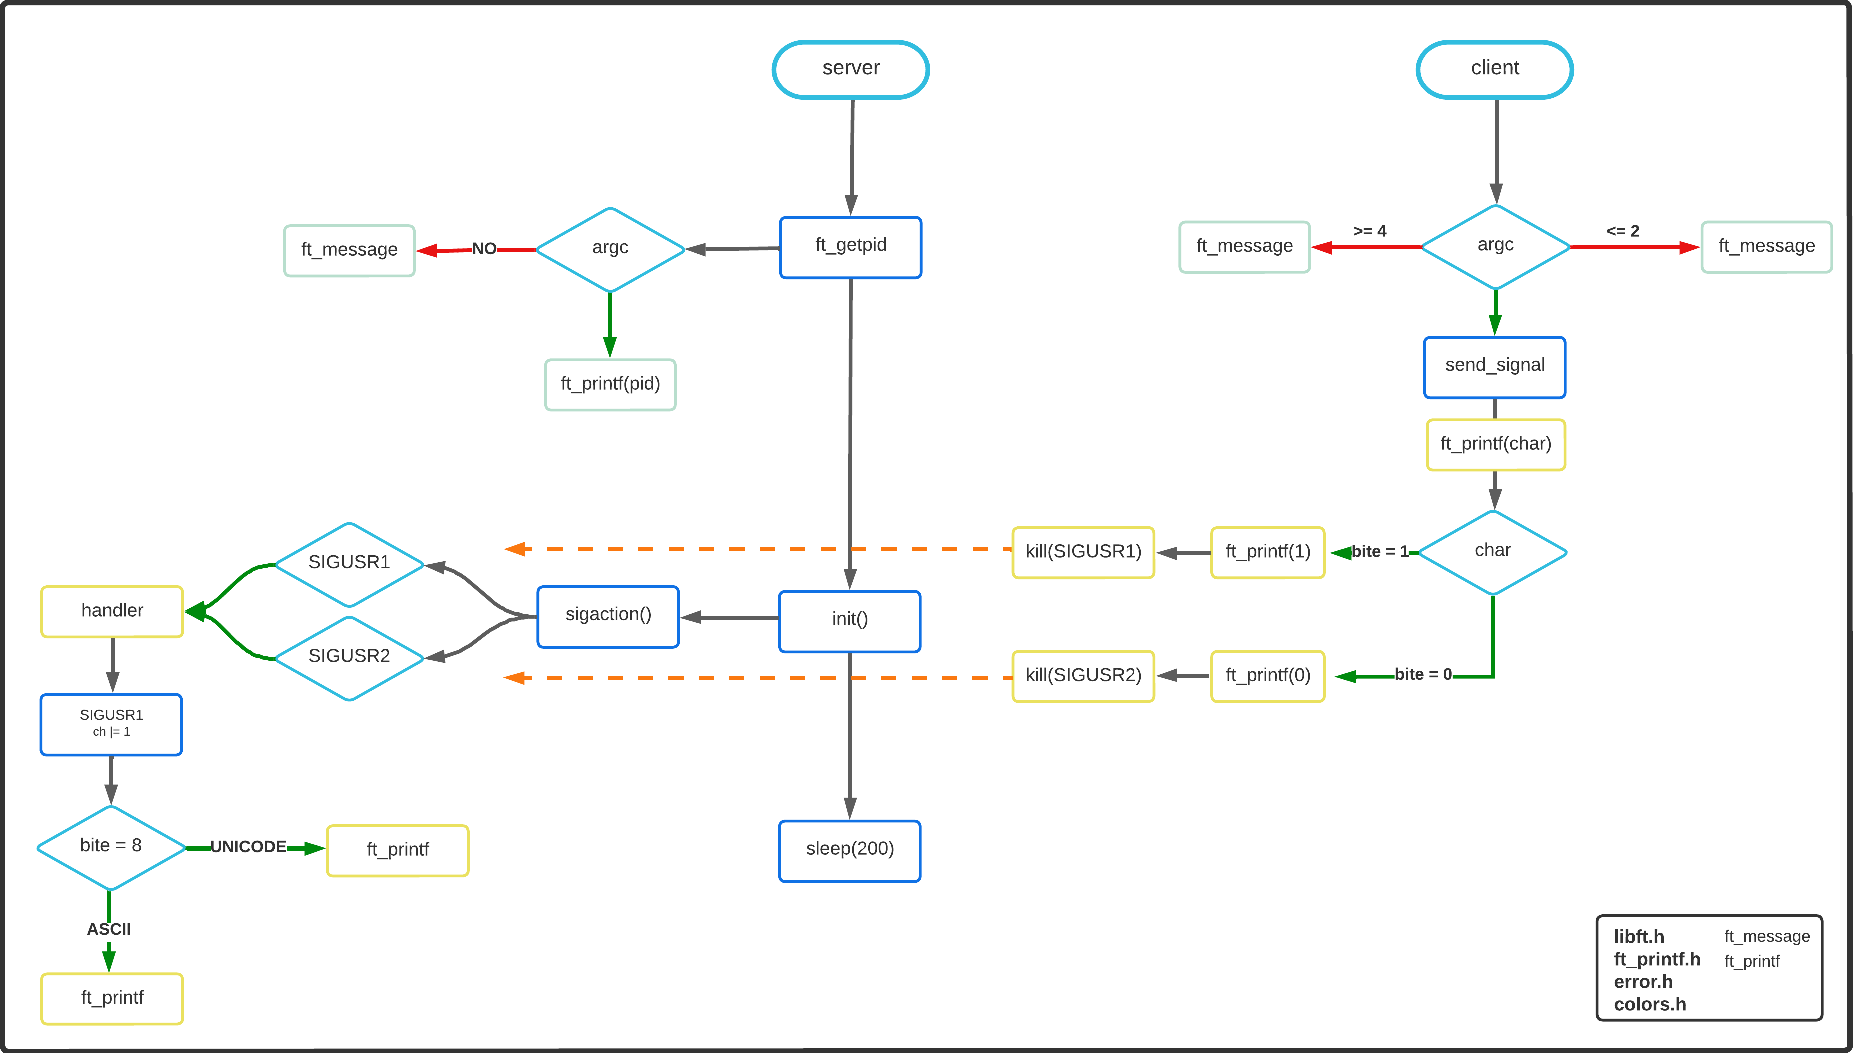 server
client
ft_message
NO
argc
ft_getpid
ft_message
>= 4
argc
<= 2
ft_message
ft_printf(pid)
send_signal
ft_printf(char)
SIGUSR1
kill(SIGUSR1)
ft_printf(1)
bite = 1
char
handler
sigaction()
init()
SIGUSR2
kill(SIGUSR2)
ft_printf(0)
bite = 0
SIGUSR1
ch |= 1
bite = 8
UNICODE
ft_printf
sleep(200)
ASCII
ft_printf
libft.h
ft_message
ft_printf.h
ft_printf
error.h
colors.h